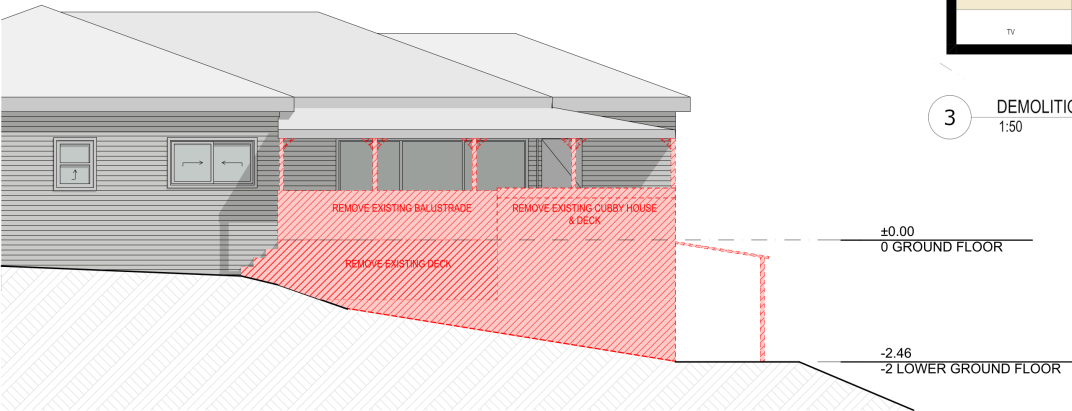 TV
3
1:50
REMOVE EXISTING BALUSTRADE
REMOVE EXISTING CUBBY HOUSE
& DECK
REMOVE EXISTING DECK
±0.00
0 GROUND FLOOR
-2.46
-2 LOWER GROUND FLOOR